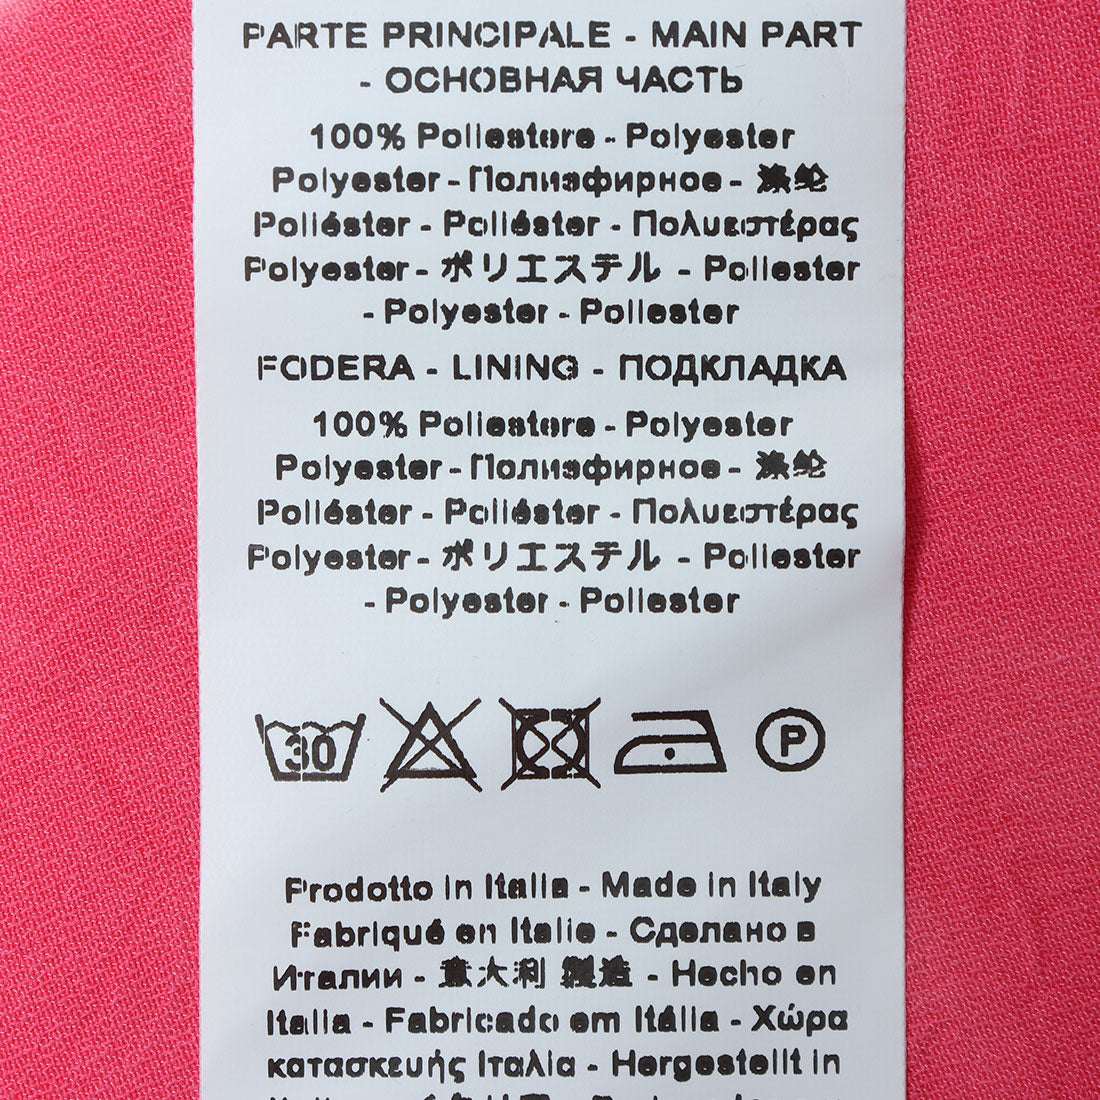 PARTE PRINCIPALE - MAIN PART
- ОСНОВНАЯ ЧАСТЬ
100% Poliestere - Polyester
Polyester - Полиэфирное - 涤纶
Poliéster - Poliéster - Πολυεστέρας
Polyester - ポリエステル - Poliester
- Polyester - Poliester
FODERA - LINING - ПОДКЛАДКА
100% Poliestere - Polyester
Polyester - Полиэфирное - 涤纶
Poliéster - Poliéster - Πολυεστέρας
Polyester - ポリエステル - Poliester
- Polyester - Poliester
30 P
Prodotto in Italia - Made in Italy
Fabriqué en Italie - Сделано в
Италии - 意大利 製造 - Hecho en
Italia - Fabricado em Itália - Χώρα
κατασκευής Ιταλία - Hergestellt in